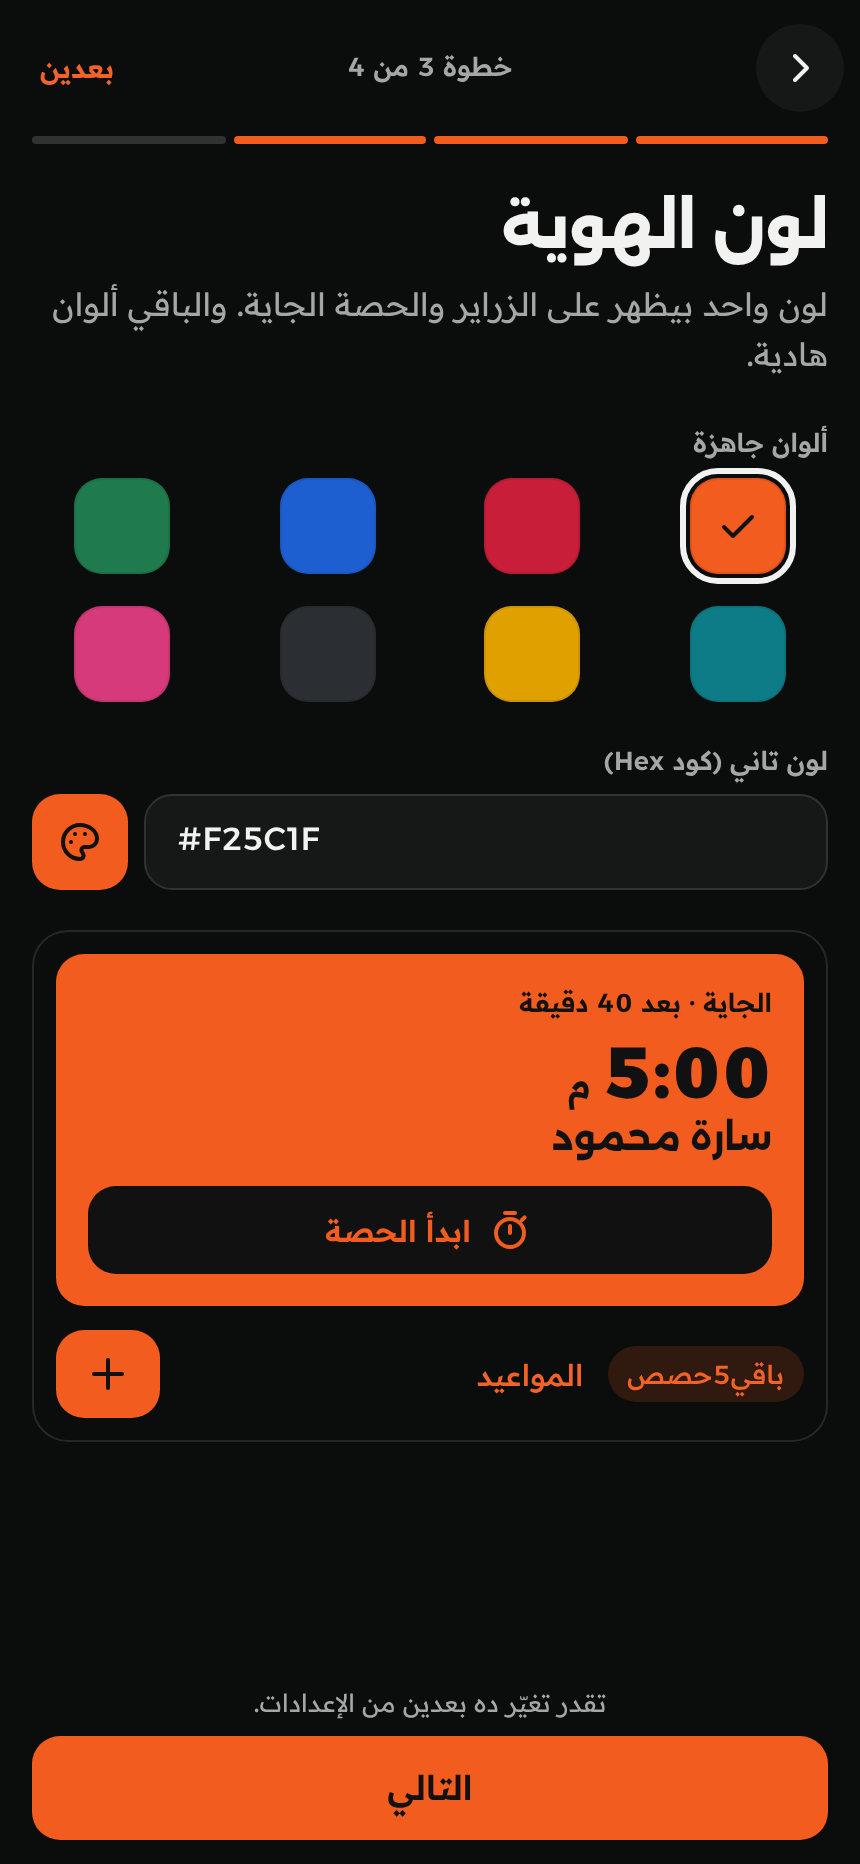 خطوة 3 من 4
بعدين
لون الهوية
لون واحد بيظهر على الزراير والحصة الجاية. والباقي ألوان
هادية.
ألوان جاهزة
لون تاني (كود Hex)
#F25C1F
الجاية · بعد 40 دقيقة
5:00 م
سارة محمود
ابدأ الحصة
باقي5حصص
المواعيد
تقدر تغيّر ده بعدين من الإعدادات.
التالي